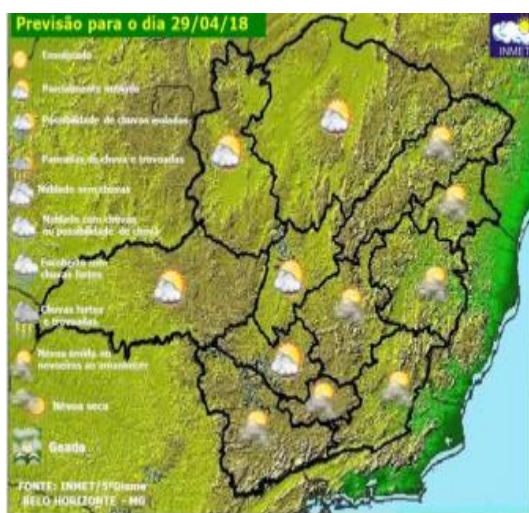 Previsão para o dia 29/04/18
INMET
Ensolarado
Parcialmente nublado
Possibilidade de chuvas isoladas
Pancadas de chuva e trovoadas
Nublado sem chuvas
Nublado com chuvas
ou possibilidade de chuva
Encoberto com
chuvas fortes
Chuvas fortes
e trovoadas
Névoa úmida ou
nevoeiros ao amanhecer
Névoa seca
Geada
FONTE: INMET/5ºDisme
BELO HORIZONTE - MG